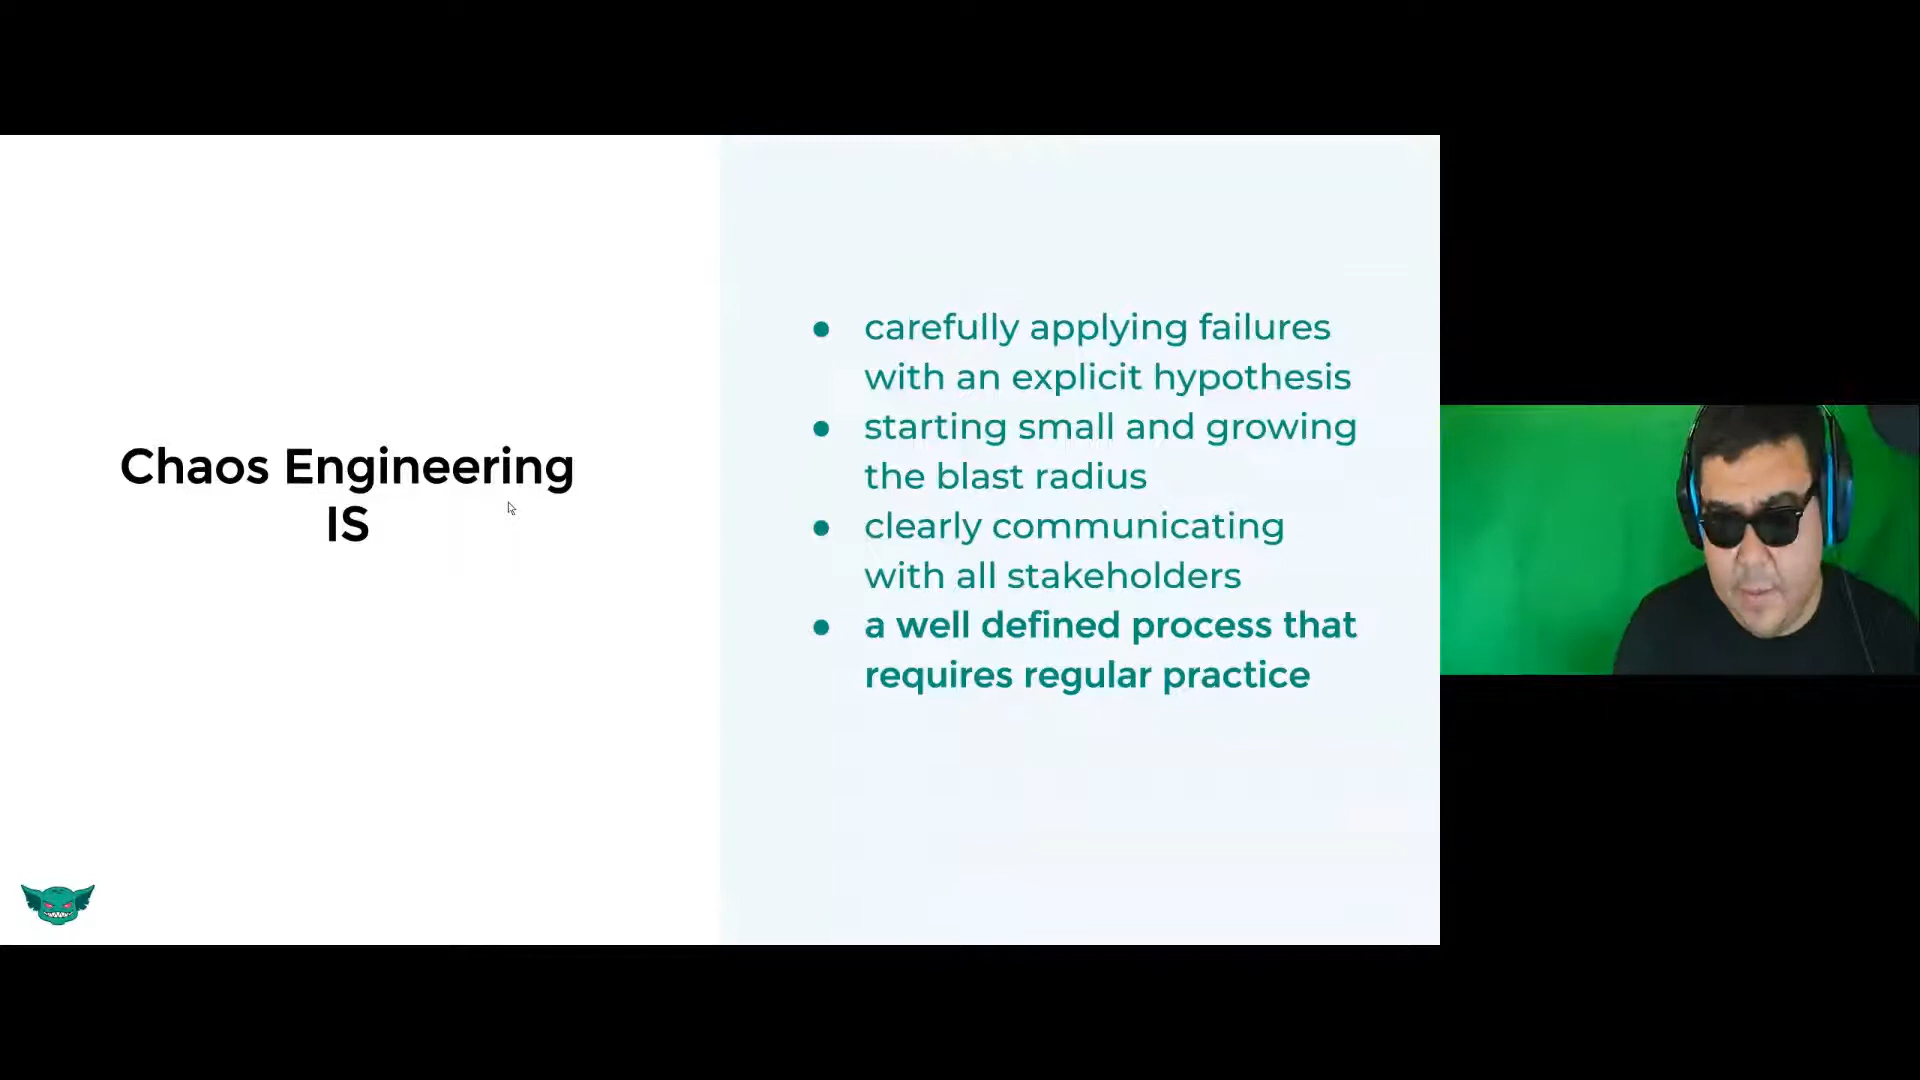 Chaos Engineering
IS
● carefully applying failures
with an explicit hypothesis
● starting small and growing
the blast radius
● clearly communicating
with all stakeholders
● a well defined process that
requires regular practice